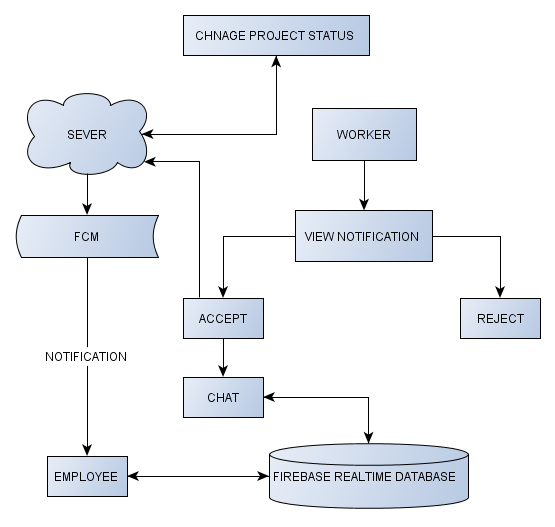 CHNAGE PROJECT STATUS
SEVER
WORKER
FCM
VIEW NOTIFICATION
ACCEPT
REJECT
NOTIFICATION
CHAT
EMPLOYEE
FIREBASE REALTIME DATABASE